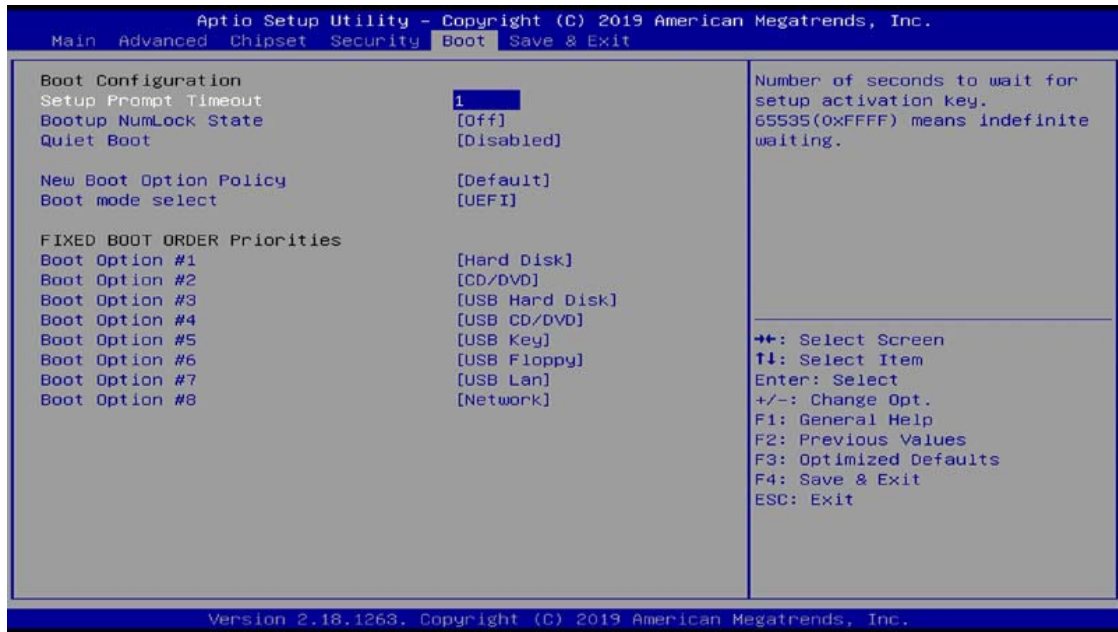 Aptio Setup Utility – Copyright (C) 2019 American Megatrends, Inc.
Main Advanced Chipset Security Boot Save & Exit
Boot Configuration
Setup Prompt Timeout 1
Bootup NumLock State [Off]
Quiet Boot [Disabled]
New Boot Option Policy [Default]
Boot mode select [UEFI]
FIXED BOOT ORDER Priorities
Boot Option #1 [Hard Disk]
Boot Option #2 [CD/DVD]
Boot Option #3 [USB Hard Disk]
Boot Option #4 [USB CD/DVD]
Boot Option #5 [USB Key]
Boot Option #6 [USB Floppy]
Boot Option #7 [USB Lan]
Boot Option #8 [Network]
Number of seconds to wait for
setup activation key.
65535(0xFFFF) means indefinite
waiting.
→←: Select Screen
↑↓: Select Item
Enter: Select
+/-: Change Opt.
F1: General Help
F2: Previous Values
F3: Optimized Defaults
F4: Save & Exit
ESC: Exit
Version 2.18.1263. Copyright (C) 2019 American Megatrends, Inc.